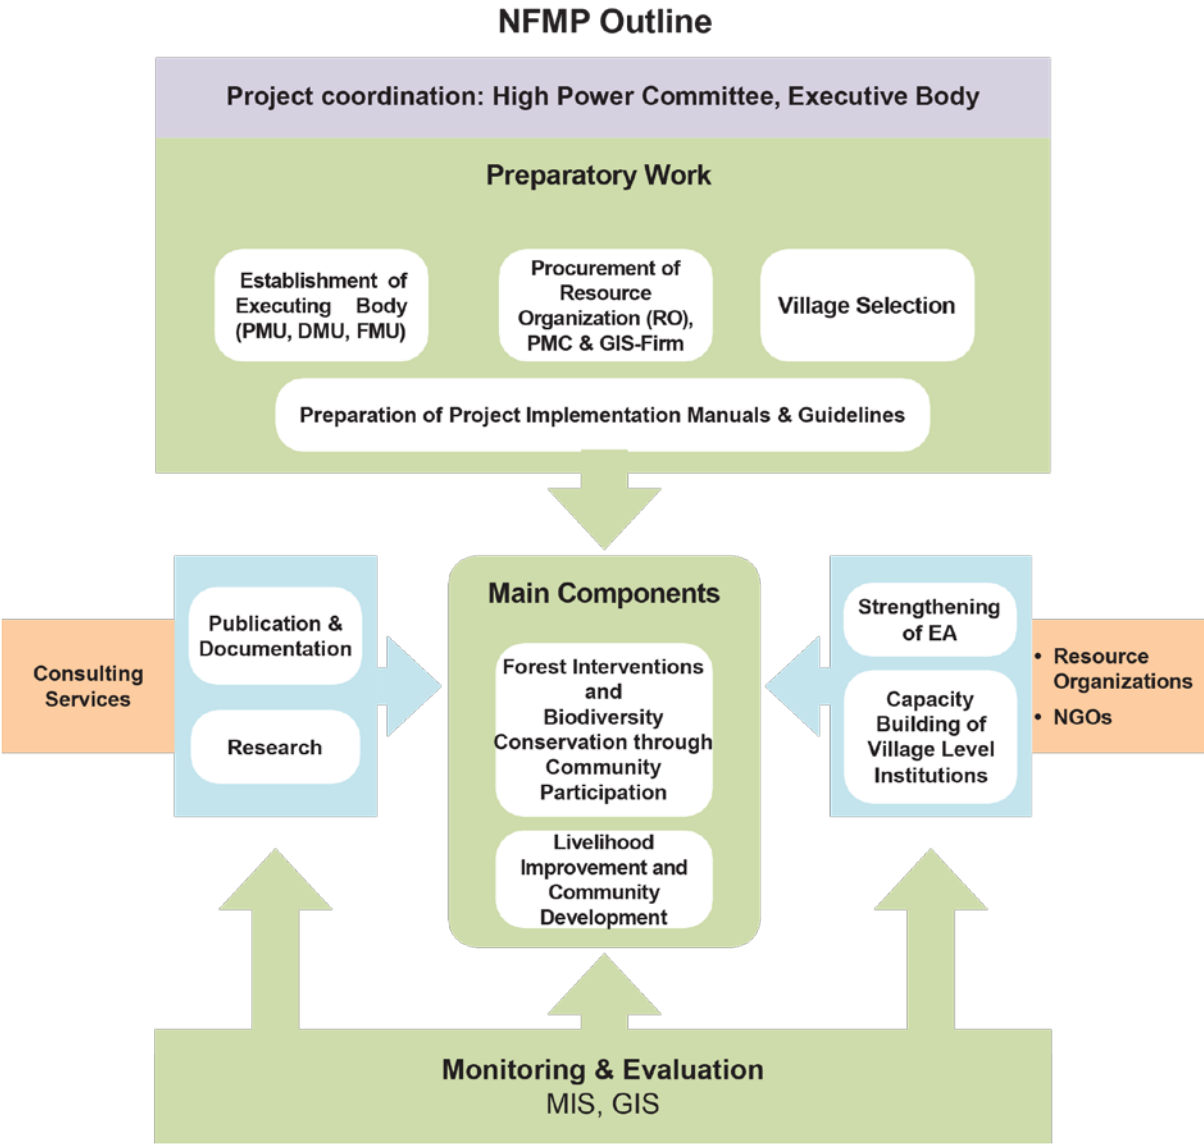 NFMP Outline
Project coordination: High Power Committee, Executive Body
Preparatory Work
Establishment of
Executing Body
(PMU, DMU, FMU)
Procurement of
Resource
Organization (RO),
PMC & GIS-Firm
Village Selection
Preparation of Project Implementation Manuals & Guidelines
Consulting
Services
Publication &
Documentation
Research
Main Components
Forest Interventions
and
Biodiversity
Conservation through
Community
Participation
Livelihood
Improvement and
Community
Development
Strengthening
of EA
Capacity
Building of
Village Level
Institutions
• Resource
Organizations
• NGOs
Monitoring & Evaluation
MIS, GIS